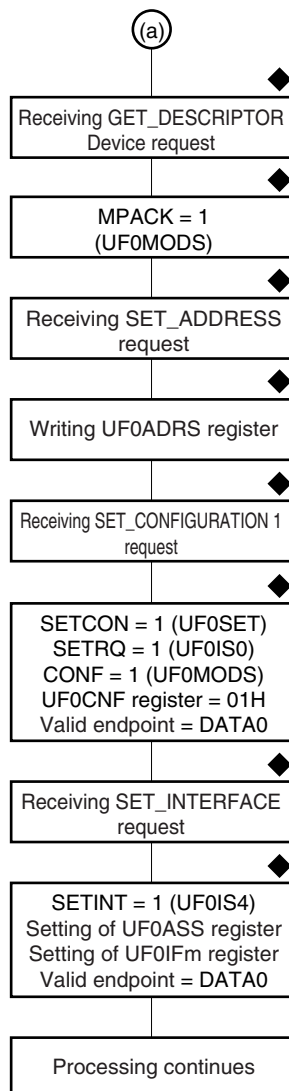 (a)
Receiving GET_DESCRIPTOR
Device request
MPACK = 1
(UF0MODS)
Receiving SET_ADDRESS
request
Writing UF0ADRS register
Receiving SET_CONFIGURATION 1
request
SETCON = 1 (UF0SET)
SETRQ = 1 (UF0IS0)
CONF = 1 (UF0MODS)
UF0CNF register = 01H
Valid endpoint = DATA0
Receiving SET_INTERFACE
request
SETINT = 1 (UF0IS4)
Setting of UF0ASS register
Setting of UF0IFm register
Valid endpoint = DATA0
Processing continues